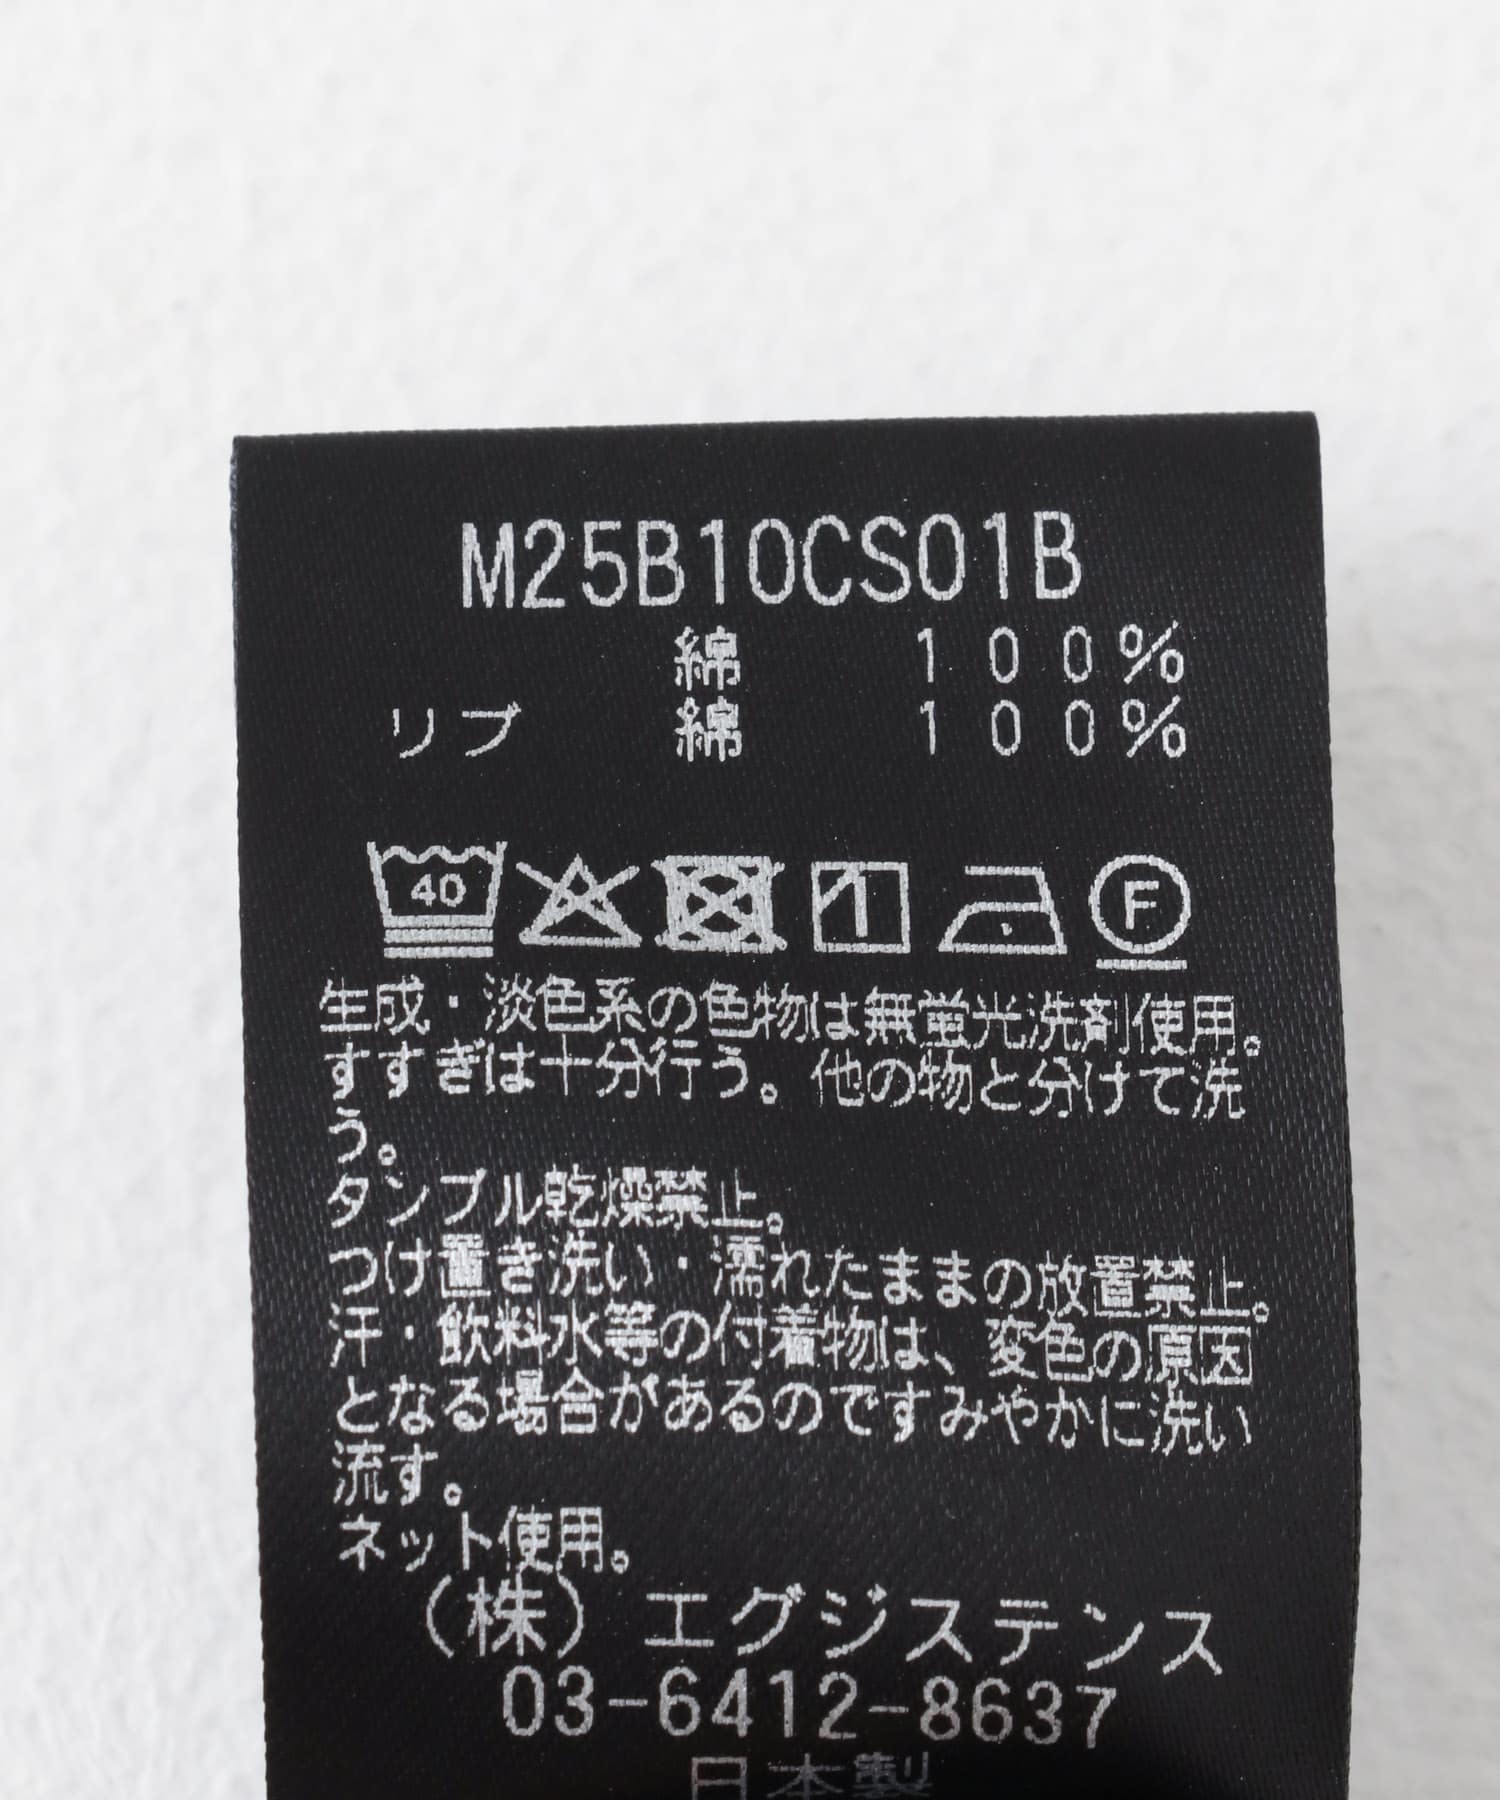 M25B10CS01B
綿 100%
リブ 綿 100%
40 1 F
生成・淡色系の色物は無蛍光洗剤使用。
すすぎは十分行う。他の物と分けて洗
う。
タンブル乾燥禁止。
つけ置き洗い・濡れたままの放置禁止。
汗・飲料水等の付着物は、変色の原因
となる場合があるのですみやかに洗い
流す。
ネット使用。
(株)エグジステンス
03-6412-8637
日本製